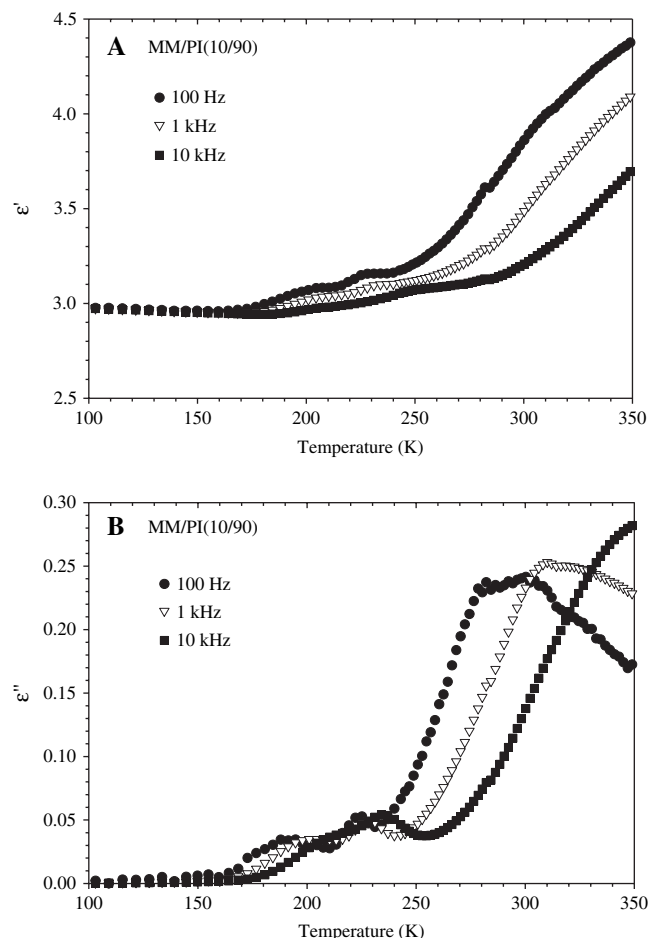 4.5
A MM/PI(10/90)
100 Hz
4.0
1 kHz
10 kHz
ε'
3.5
3.0
2.5
100 150 200 250 300 350
Temperature (K)
0.30
B MM/PI(10/90)
0.25
100 Hz
1 kHz
0.20
10 kHz
ε"
0.15
0.10
0.05
0.00
100 150 200 250 300 350
Temperature (K)